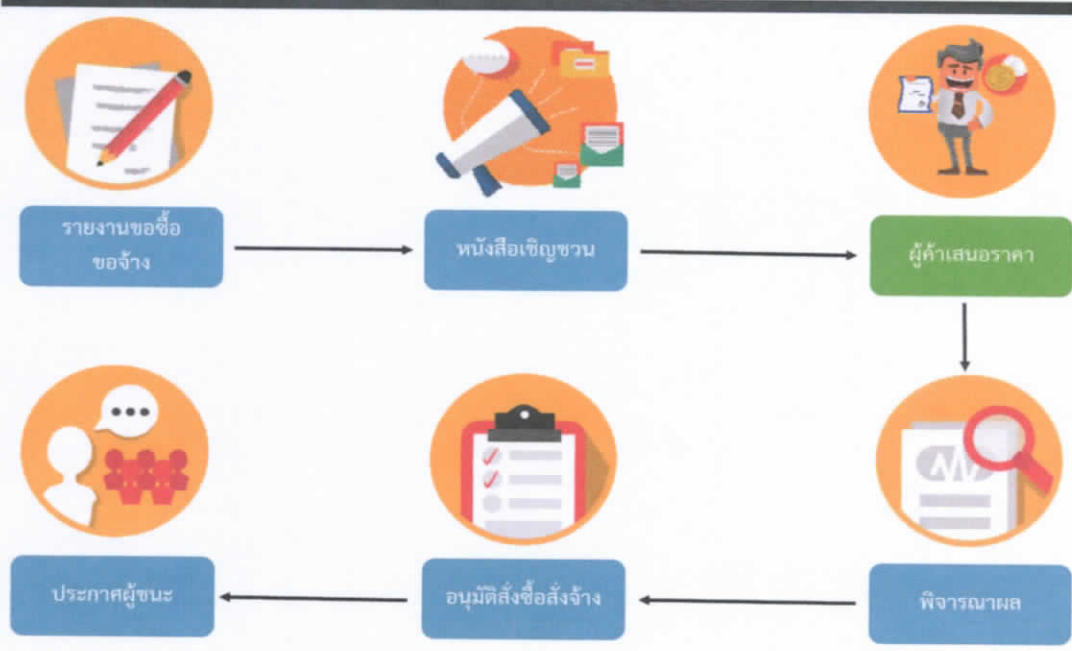 รายงานขอซื้อ
ขอจ้าง
หนังสือเชิญชวน
ผู้ค้าเสนอราคา
พิจารณาผล
อนุมัติสั่งซื้อสั่งจ้าง
ประกาศผู้ชนะ